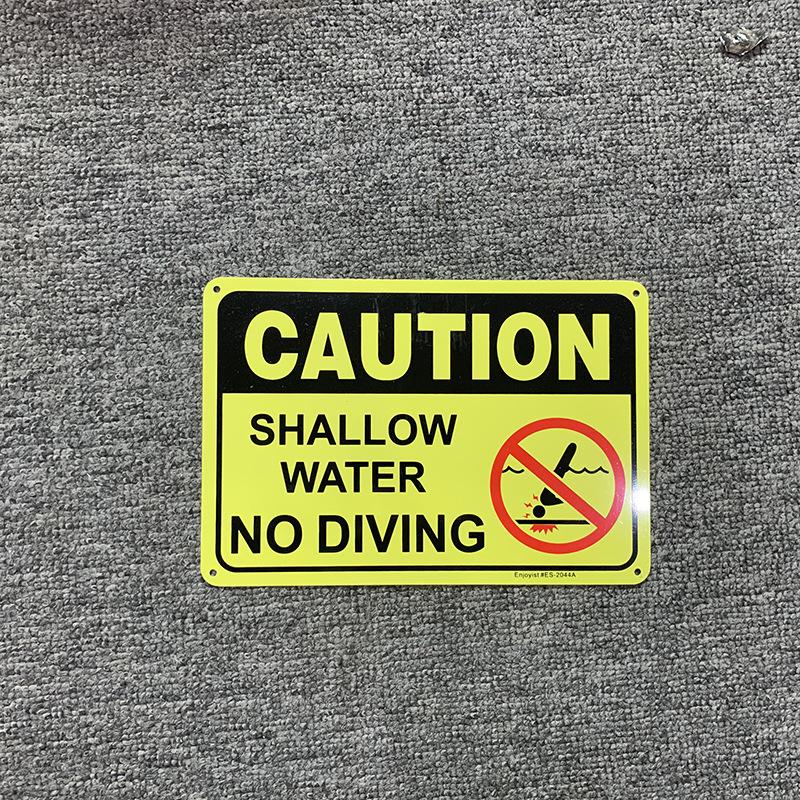 CAUTION
SHALLOW
WATER
NO DIVING
Enjoyist #ES-2044A